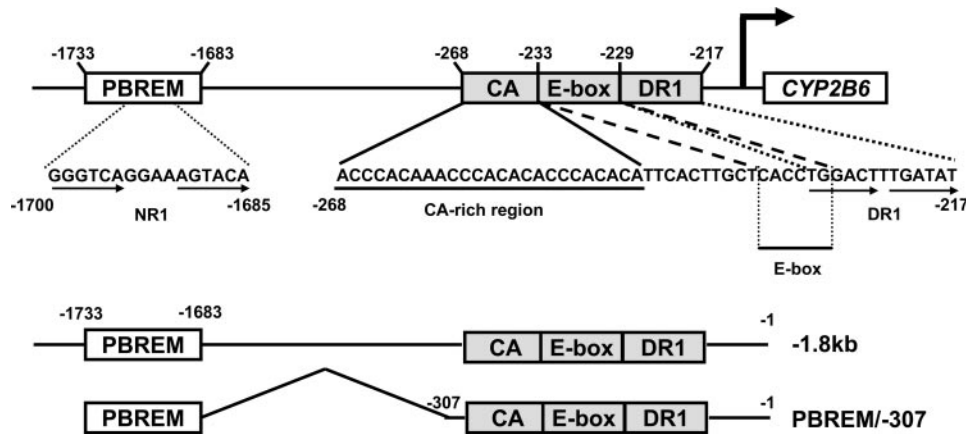 -1733 -1683 -268 -233 -229 -217
PBREM CA E-box DR1 CYP2B6
GGGTCAGGAAAGTACA ACCCACAAACCCACACACCCACACATTCACTTGCTCACCTGGACTTTGATAT
-1700 NR1 -1685 -268 CA-rich region DR1 -217
E-box
-1733 -1683 -1
PBREM CA E-box DR1 -1.8kb
-307 -1
PBREM CA E-box DR1 PBREM/-307